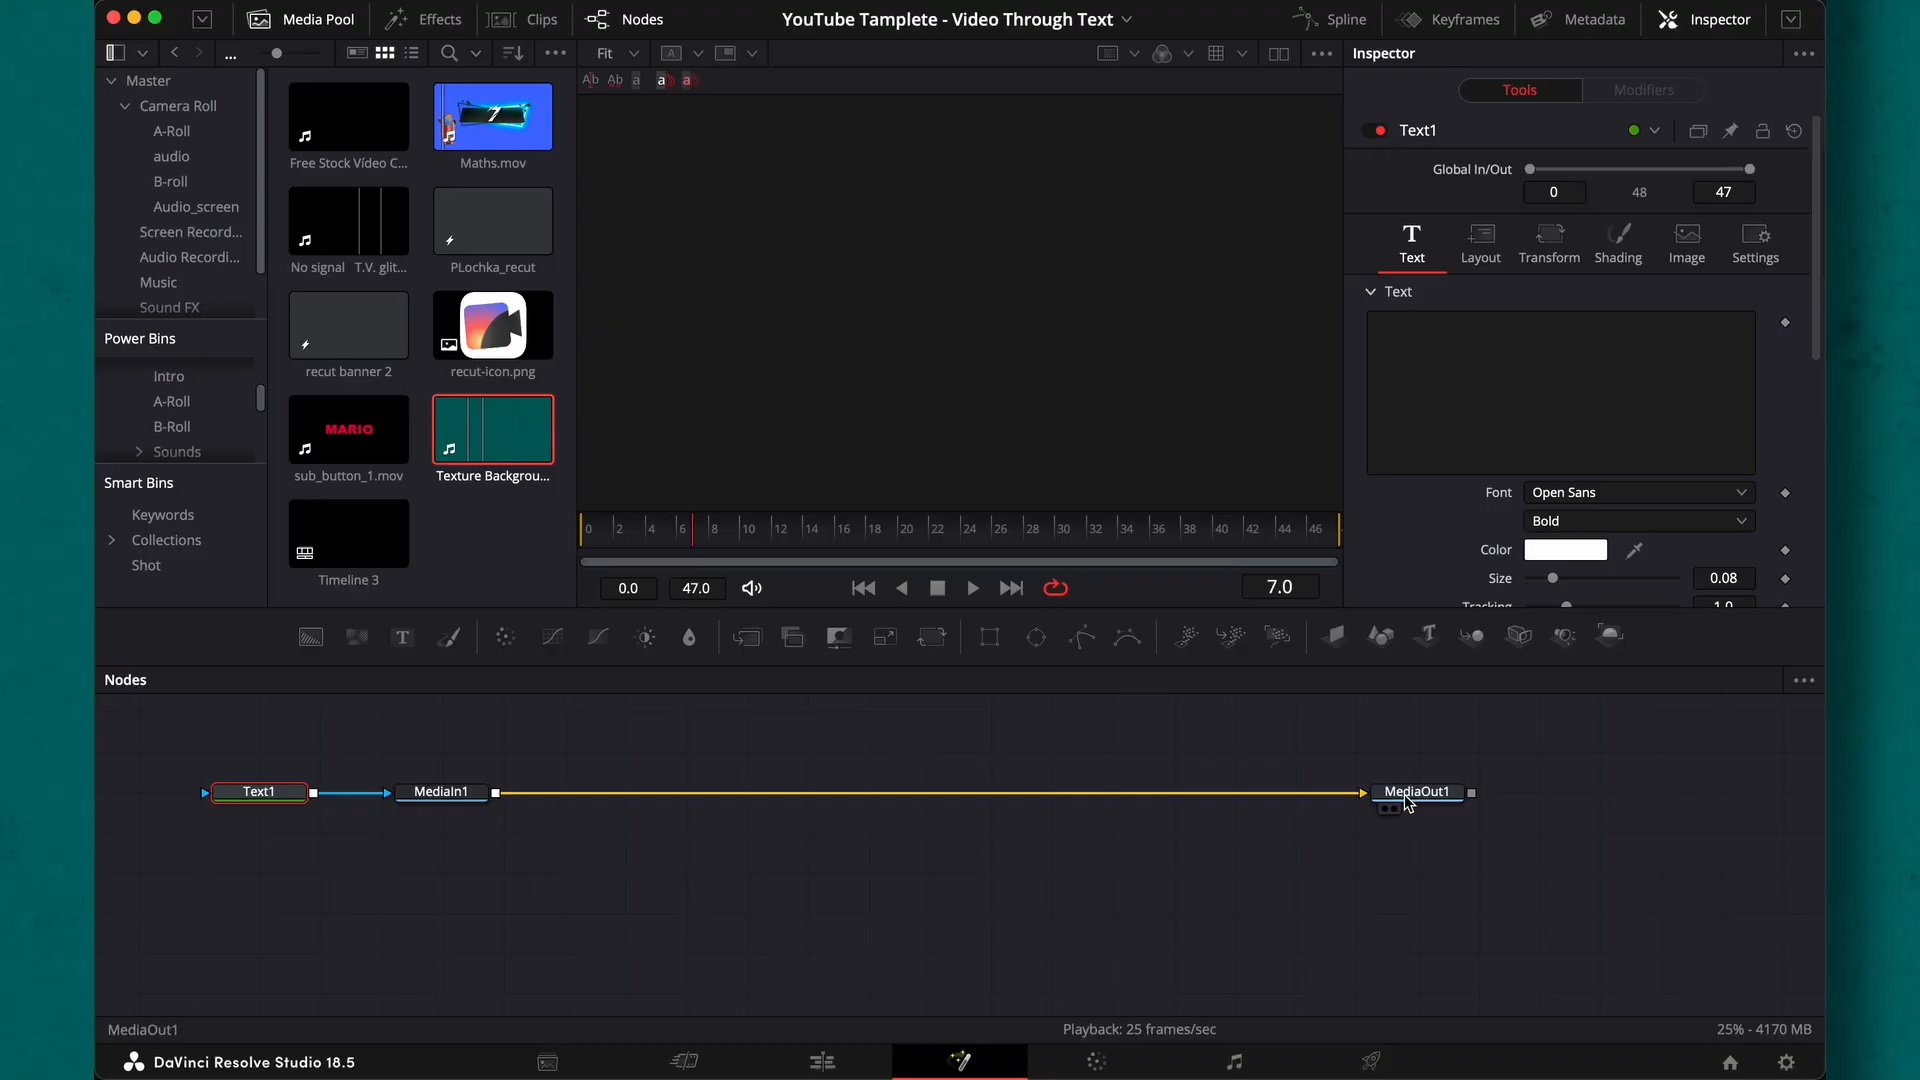 Media Pool
Effects
Clips
Nodes
YouTube Tamplete - Video Through Text
Spline
Keyframes
Metadata
Inspector
...
Fit
Inspector
Master
Camera Roll
A-Roll
audio
B-roll
Audio_screen
Screen Record...
Audio Recordi...
Music
Sound FX
Power Bins
Intro
A-Roll
B-Roll
Sounds
Smart Bins
Keywords
Collections
Shot
Free Stock Vídeo C...
Maths.mov
No signal T.V. glit...
PLochka_recut
recut banner 2
recut-icon.png
MARIO
sub_button_1.mov
Texture Backgrou...
Timeline 3
0 2 4 6 8 10 12 14 16 18 20 22 24 26 28 30 32 34 36 38 40 42 44 46
0.0
47.0
7.0
Tools
Modifiers
Text1
Global In/Out
0
48
47
Text
Layout
Transform
Shading
Image
Settings
Text
Font
Open Sans
Bold
Color
Size
0.08
Tracking
1.0
Nodes
Text1
MediaIn1
MediaOut1
MediaOut1
Playback: 25 frames/sec
25% - 4170 MB
DaVinci Resolve Studio 18.5